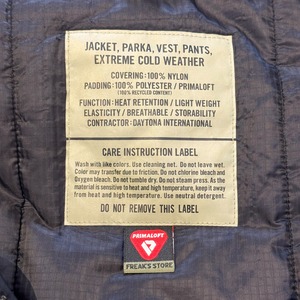 JACKET, PARKA, VEST, PANTS,
EXTREME COLD WEATHER
COVERING : 100% NYLON
PADDING : 100% POLYESTER / PRIMALOFT
(100% RECYCLED CONTENT)
FUNCTION : HEAT RETENTION / LIGHT WEIGHT
ELASTICITY / BREATHABLE / STORABILITY
CONTRACTOR : DAYTONA INTERNATIONAL
CARE INSTRUCTION LABEL
Wash with like colors. Use cleaning net. Do not leave wet.
Color may transfer due to friction. Do not chlorine bleach and
Oxygen bleach. Do not tumble dry. Do not steam press. As the
material is sensitive to heat and high temperature, keep it away
from heat and high temperature. Use neutral detergent.
DO NOT REMOVE THIS LABEL
PRIMALOFT
FREAK'S STORE